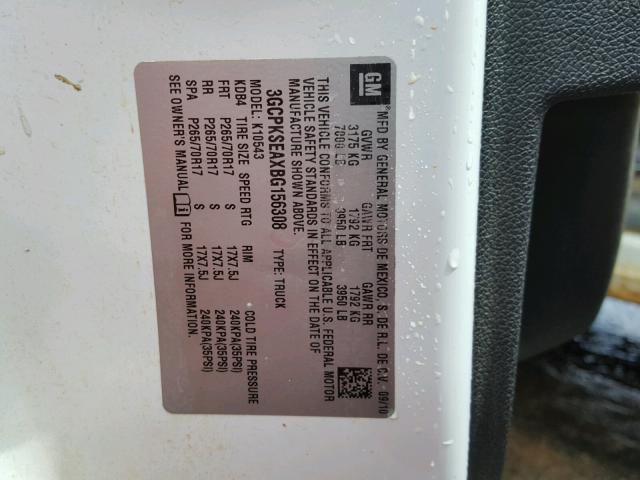 GM
MFD BY GENERAL MOTORS DE MEXICO, S. DE R.L. DE C.V. 09/10
GVWR GAWR FRT GAWR RR
3175 KG 1792 KG 1792 KG
7000 LB 3950 LB 3950 LB
THIS VEHICLE CONFORMS TO ALL APPLICABLE U.S. FEDERAL MOTOR
VEHICLE SAFETY STANDARDS IN EFFECT ON THE DATE OF
MANUFACTURE SHOWN ABOVE.
3GCPKSEAXBG156308 TYPE: TRUCK
MODEL: K10543
KDB4 TIRE SIZE SPEED RTG RIM COLD TIRE PRESSURE
FRT P265/70R17 S 17X7.5J 240KPA(35PSI)
RR P265/70R17 S 17X7.5J 240KPA(35PSI)
SPA P265/70R17 S 17X7.5J 240KPA(35PSI)
SEE OWNER'S MANUAL FOR MORE INFORMATION.